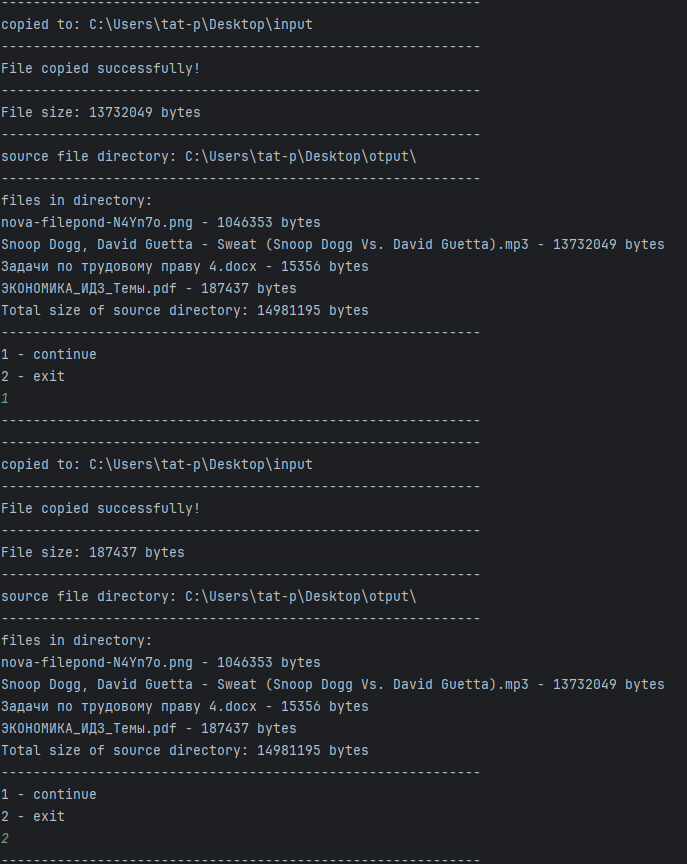 ------------------------------------------------------------
copied to: C:\Users\tat-p\Desktop\input
------------------------------------------------------------
File copied successfully!
------------------------------------------------------------
File size: 13732049 bytes
------------------------------------------------------------
source file directory: C:\Users\tat-p\Desktop\otput\
------------------------------------------------------------
files in directory:
nova-filepond-N4Yn7o.png - 1046353 bytes
Snoop Dogg, David Guetta - Sweat (Snoop Dogg Vs. David Guetta).mp3 - 13732049 bytes
Задачи по трудовому праву 4.docx - 15356 bytes
ЭКОНОМИКА_ИДЗ_Темы.pdf - 187437 bytes
Total size of source directory: 14981195 bytes
------------------------------------------------------------
1 - continue
2 - exit
1
------------------------------------------------------------
------------------------------------------------------------
copied to: C:\Users\tat-p\Desktop\input
------------------------------------------------------------
File copied successfully!
------------------------------------------------------------
File size: 187437 bytes
------------------------------------------------------------
source file directory: C:\Users\tat-p\Desktop\otput\
------------------------------------------------------------
files in directory:
nova-filepond-N4Yn7o.png - 1046353 bytes
Snoop Dogg, David Guetta - Sweat (Snoop Dogg Vs. David Guetta).mp3 - 13732049 bytes
Задачи по трудовому праву 4.docx - 15356 bytes
ЭКОНОМИКА_ИДЗ_Темы.pdf - 187437 bytes
Total size of source directory: 14981195 bytes
------------------------------------------------------------
1 - continue
2 - exit
2
------------------------------------------------------------